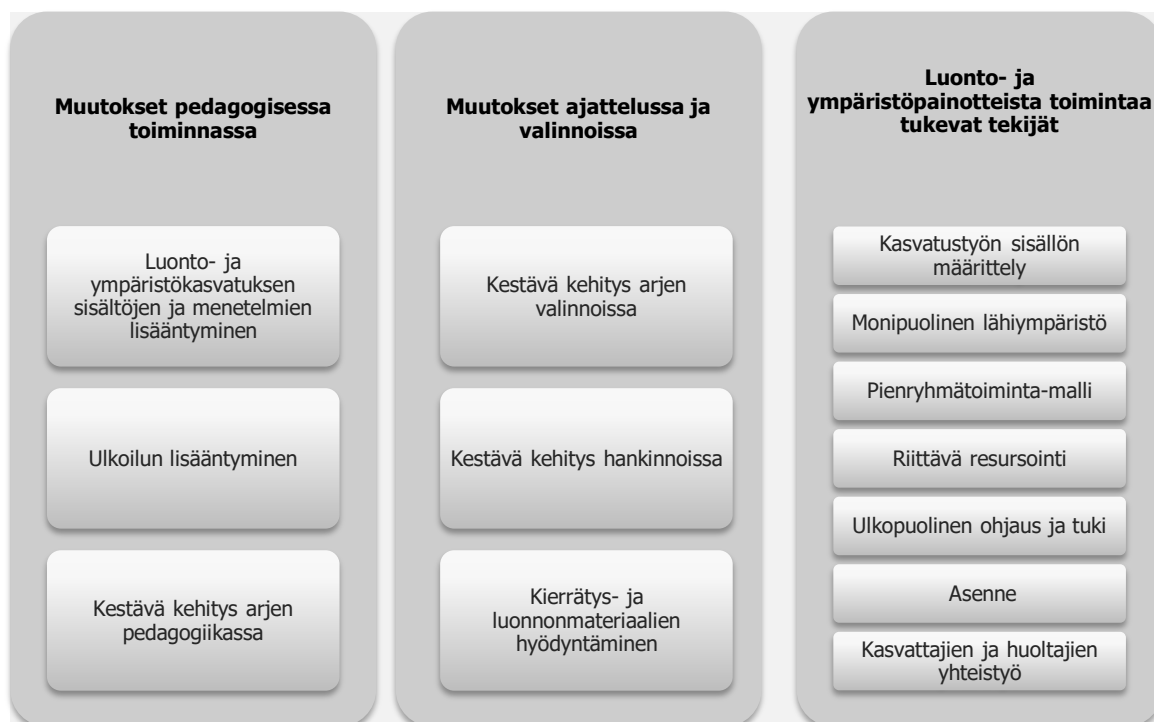 Muutokset pedagogisessa
toiminnassa
Luonto- ja
ympäristökasvatuksen
sisältöjen ja menetelmien
lisääntyminen
Ulkoilun lisääntyminen
Kestävä kehitys arjen
pedagogiikassa
Muutokset ajattelussa ja
valinnoissa
Kestävä kehitys arjen
valinnoissa
Kestävä kehitys hankinnoissa
Kierrätys- ja
luonnonmateriaalien
hyödyntäminen
Luonto- ja
ympäristöpainotteista toimintaa
tukevat tekijät
Kasvatustyön sisällön
määrittely
Monipuolinen lähiympäristö
Pienryhmätoiminta-malli
Riittävä resursointi
Ulkopuolinen ohjaus ja tuki
Asenne
Kasvattajien ja huoltajien
yhteistyö